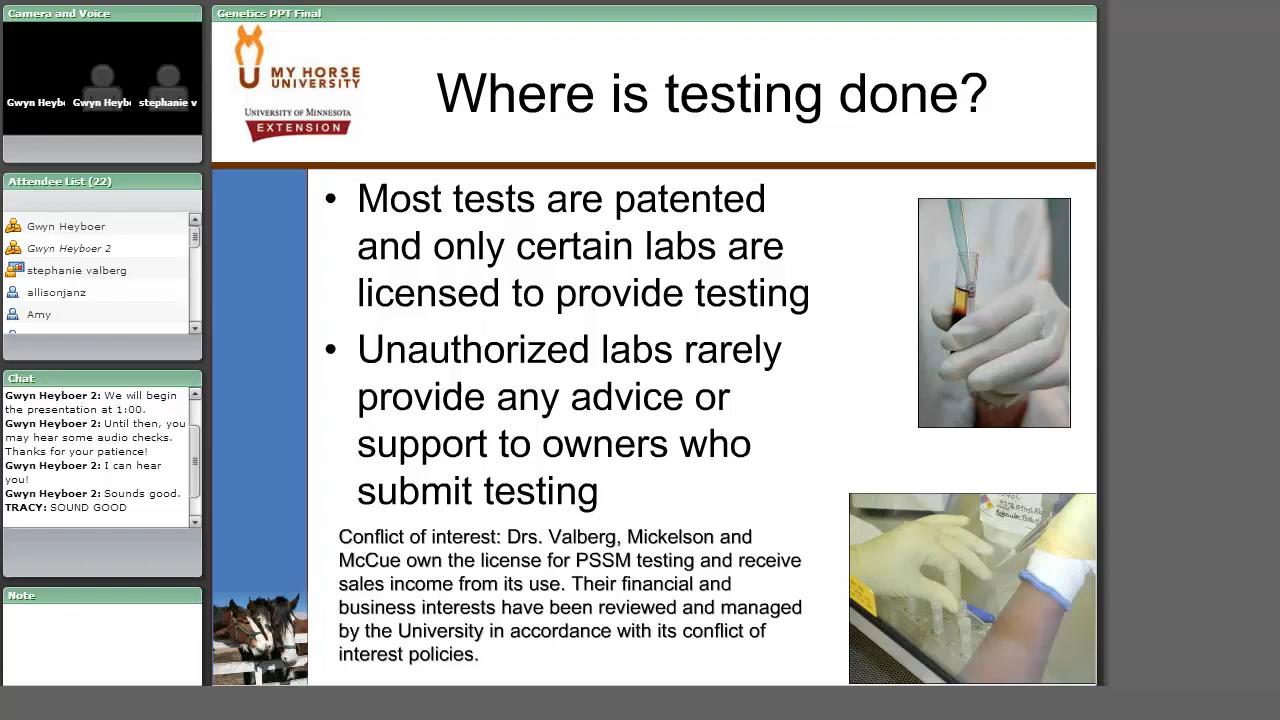 Camera and Voice
Gwyn Heyb
Gwyn Heyb
stephanie v
Attendee List (22)
Gwyn Heyboer
Gwyn Heyboer 2
stephanie valberg
allisonjanz
Amy
Chat
Gwyn Heyboer 2: We will begin
the presentation at 1:00.
Gwyn Heyboer 2: Until then, you
may hear some audio checks.
Thanks for your patience!
Gwyn Heyboer 2: I can hear
you!
Gwyn Heyboer 2: Sounds good.
TRACY: SOUND GOOD
Note
Genetics PPT Final
MY HORSE
UNIVERSITY
UNIVERSITY OF MINNESOTA
EXTENSION
Where is testing done?
• Most tests are patented
and only certain labs are
licensed to provide testing
• Unauthorized labs rarely
provide any advice or
support to owners who
submit testing
Conflict of interest: Drs. Valberg, Mickelson and
McCue own the license for PSSM testing and receive
sales income from its use. Their financial and
business interests have been reviewed and managed
by the University in accordance with its conflict of
interest policies.